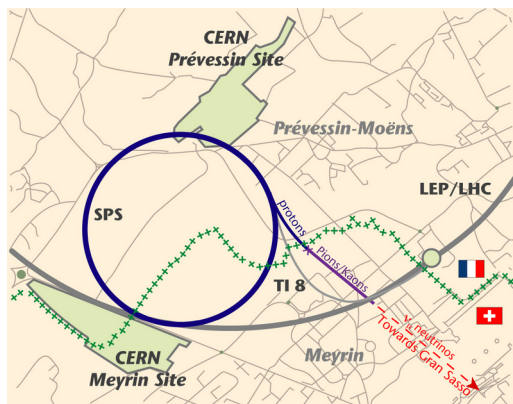 CERN
Prévessin Site
Prévessin-Moëns
LEP/LHC
SPS
protons
Pions/Kaons
TI 8
νμ neutrinos
Towards Gran Sasso
Meyrin
CERN
Meyrin Site